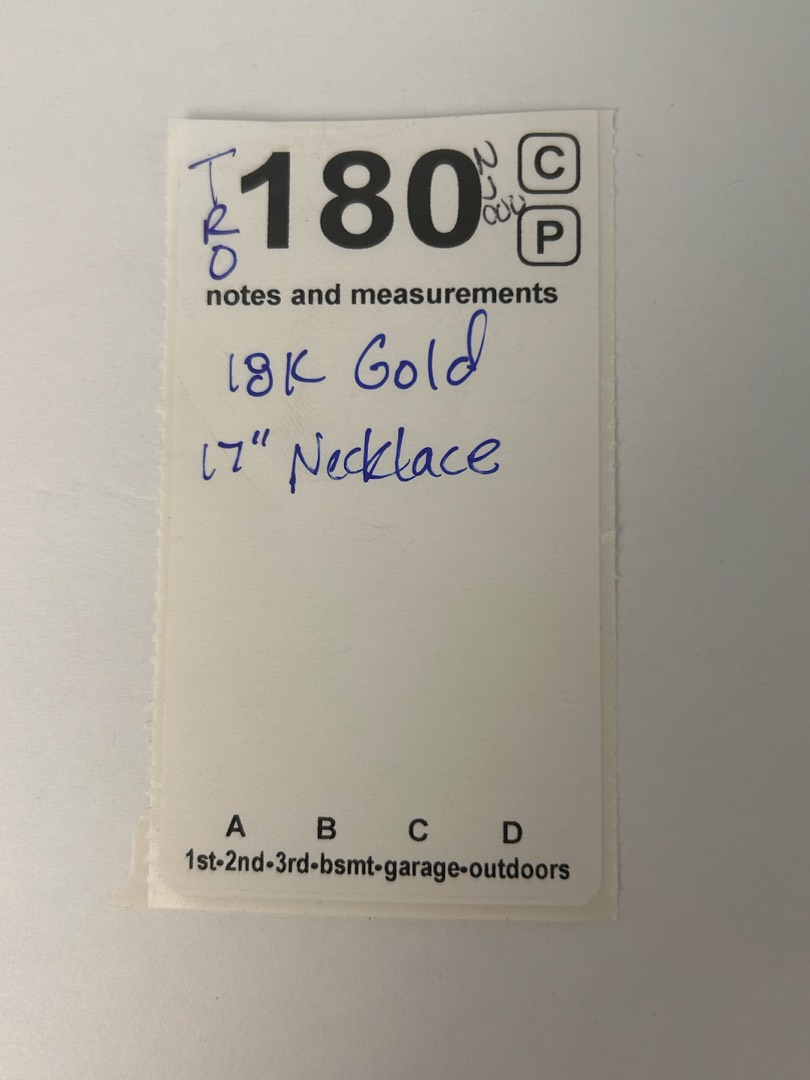 TRO 180 C
P
notes and measurements
18K Gold
17" Necklace
A B C D
1st•2nd•3rd•bsmt•garage•outdoors